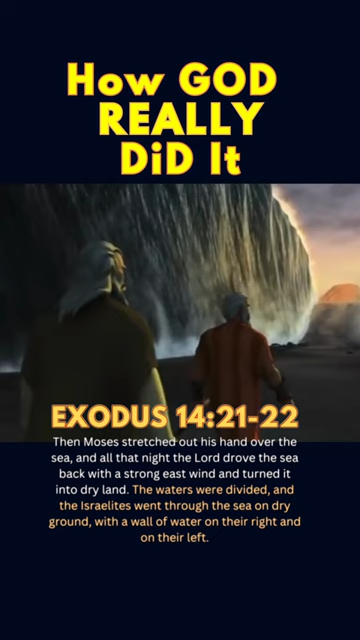 How GOD
REALLY
DiD It
EXODUS 14:21-22
Then Moses stretched out his hand over the
sea, and all that night the Lord drove the sea
back with a strong east wind and turned it
into dry land. The waters were divided, and
the Israelites went through the sea on dry
ground, with a wall of water on their right and
on their left.